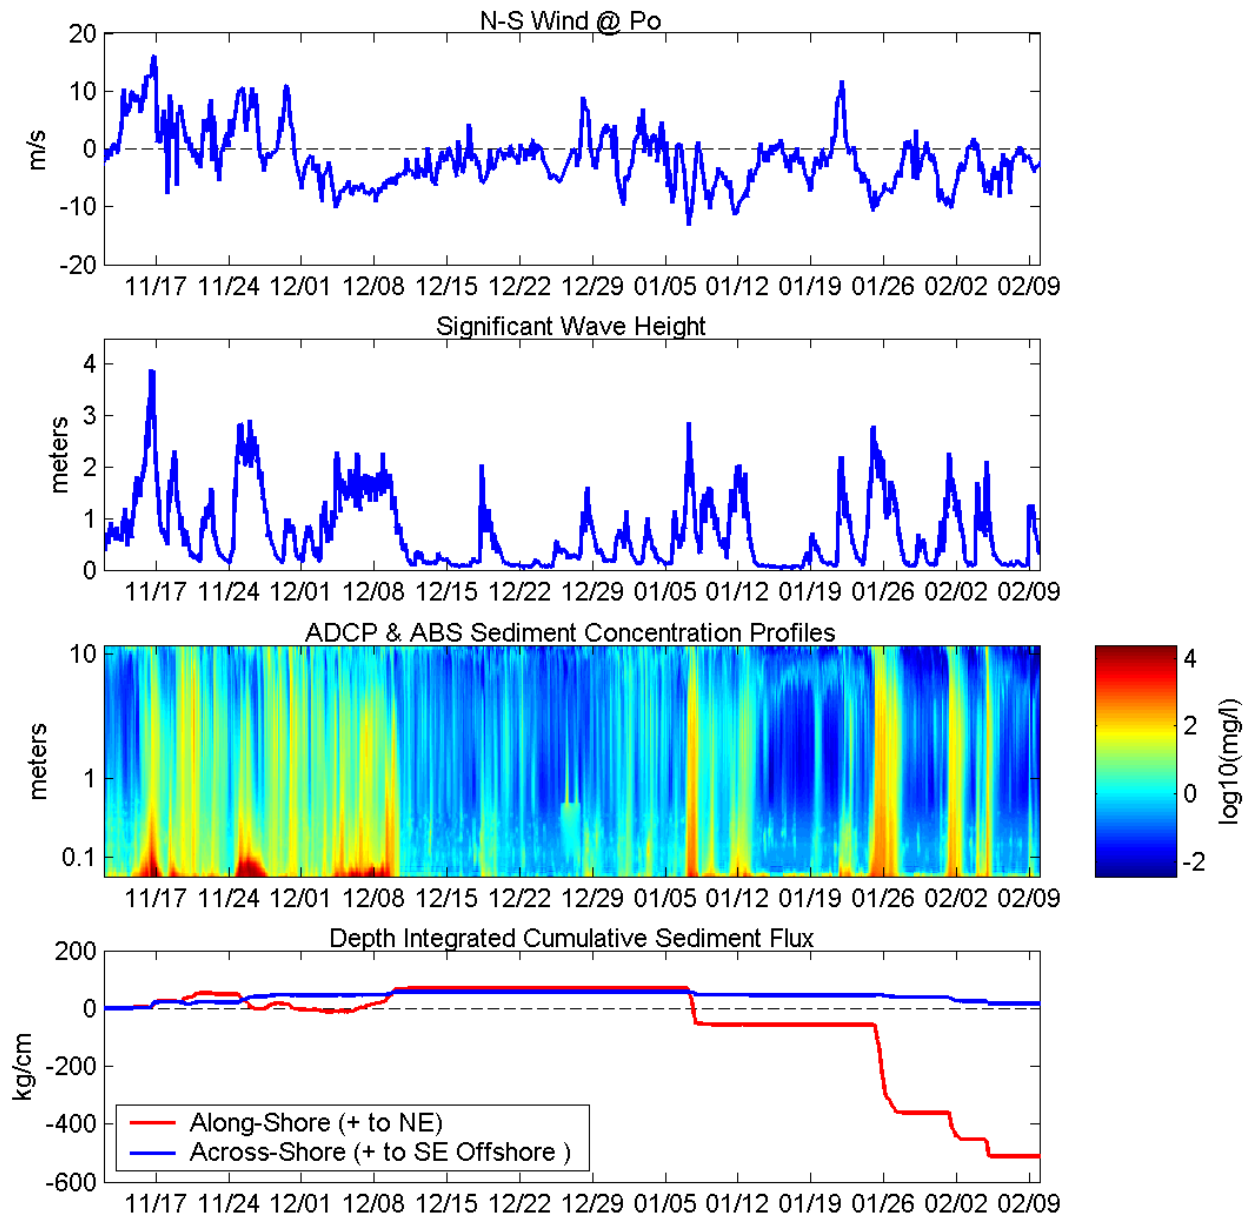 N-S Wind @ Po
20
10
0
-10
-20
m/s
11/17 11/24 12/01 12/08 12/15 12/22 12/29 01/05 01/12 01/19 01/26 02/02 02/09
Significant Wave Height
4
3
2
1
0
meters
11/17 11/24 12/01 12/08 12/15 12/22 12/29 01/05 01/12 01/19 01/26 02/02 02/09
ADCP & ABS Sediment Concentration Profiles
10
1
0.1
meters
11/17 11/24 12/01 12/08 12/15 12/22 12/29 01/05 01/12 01/19 01/26 02/02 02/09
4
2
0
-2
log10(mg/l)
Depth Integrated Cumulative Sediment Flux
200
0
-200
-400
-600
kg/cm
Along-Shore (+ to NE)
Across-Shore (+ to SE Offshore )
11/17 11/24 12/01 12/08 12/15 12/22 12/29 01/05 01/12 01/19 01/26 02/02 02/09